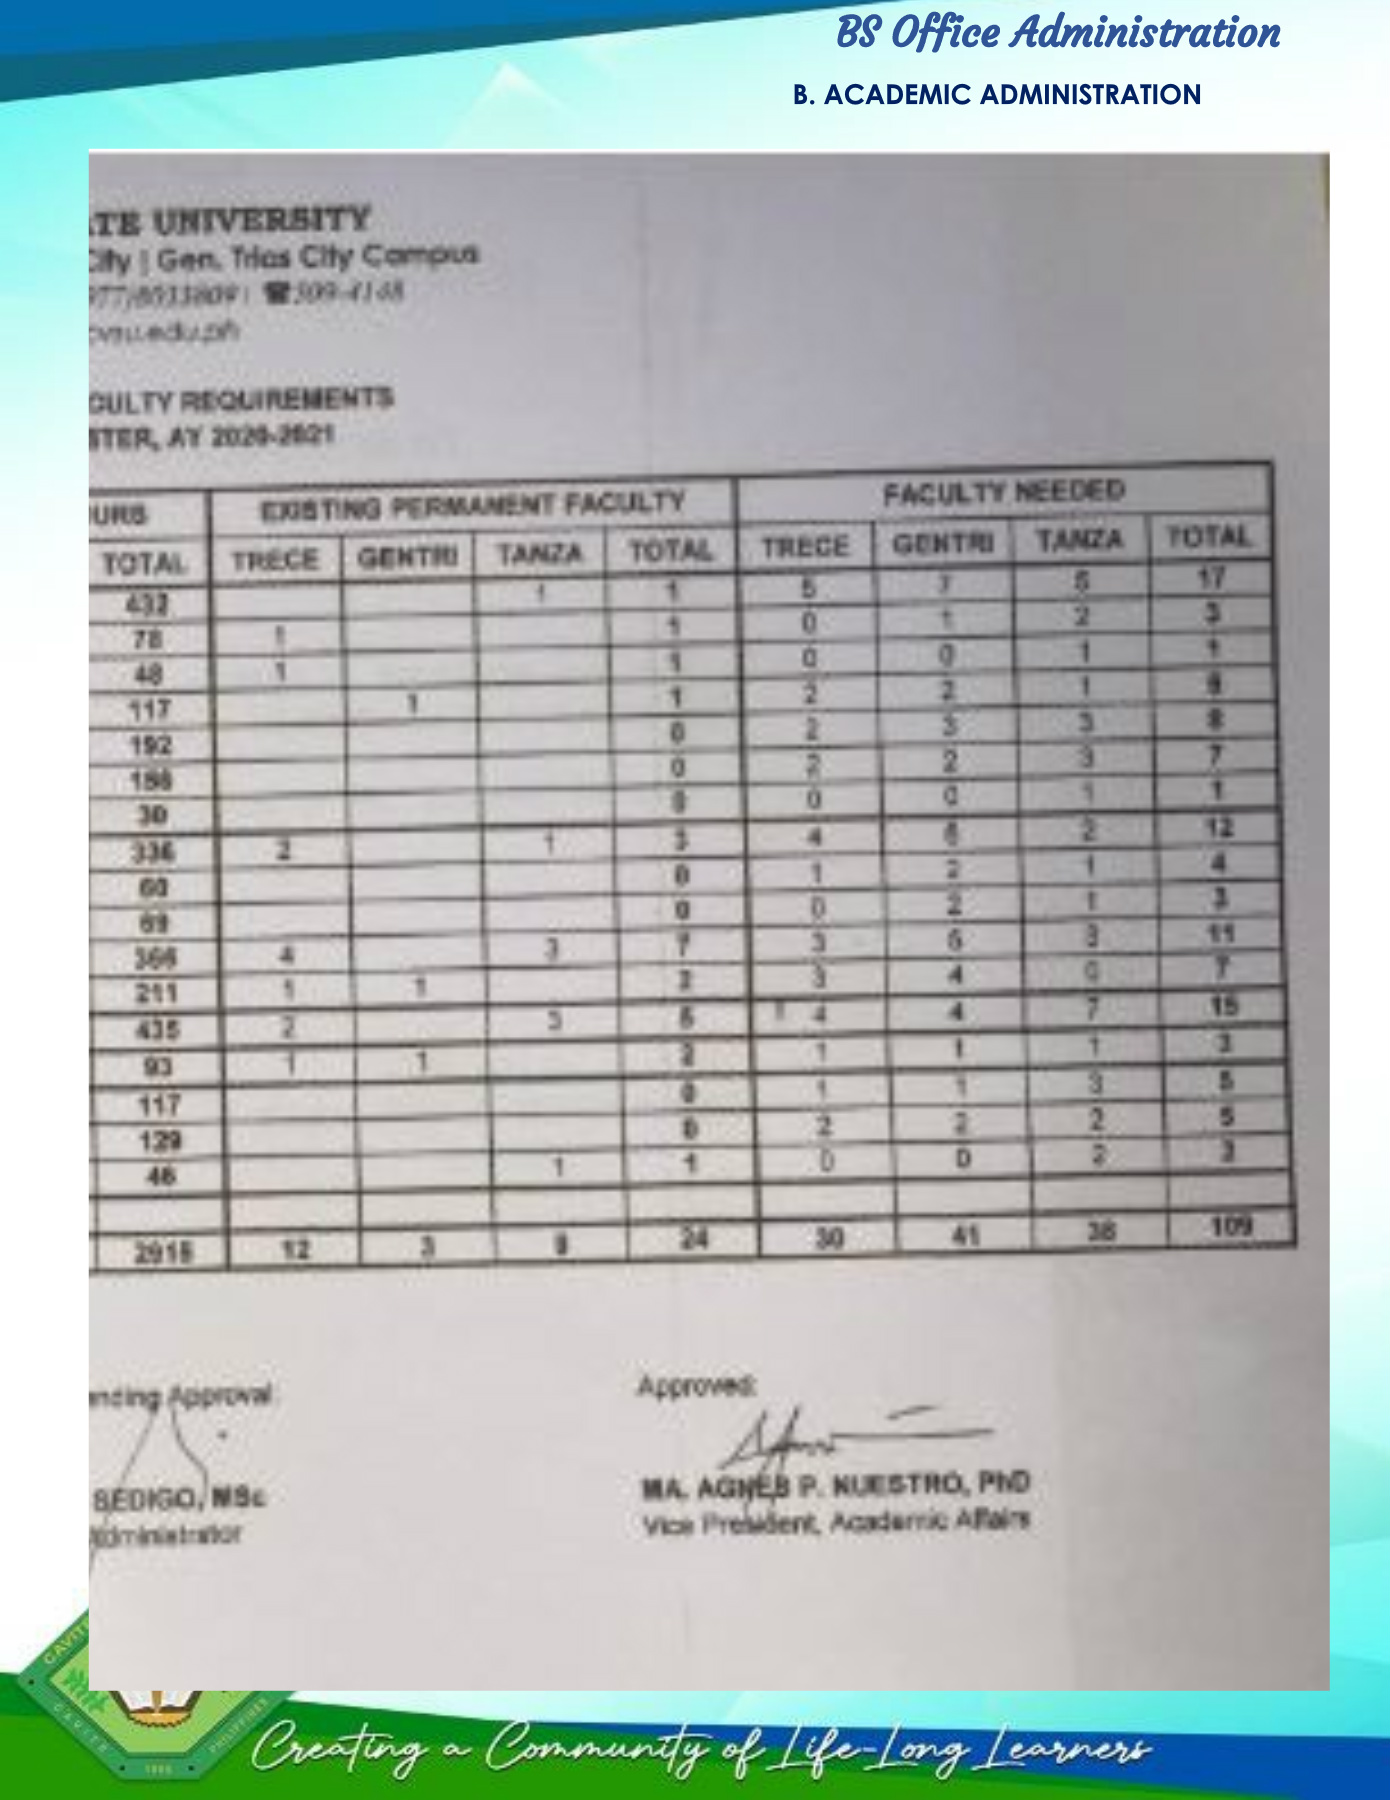 BS Office Administration
B. ACADEMIC ADMINISTRATION
ATE UNIVERSITY
City | Gen. Trias City Campus
cvsu.edu.ph
CULTY REQUIREMENTS
STER, AY 2020-2021
URS EXISTING PERMANENT FACULTY FACULTY NEEDED
TOTAL TRECE GENTRI TANZA TOTAL TRECE GENTRI TANZA TOTAL
432 1 1 5 7 5 17
78 1 1 0 1 2 3
48 1 1 0 0 1 1
117 1 1 2 2 1
192 0 2 3 3 8
0 2 2 3 7
30 0 0 0 1 1
336 2 1 3 4 6 2 12
60 0 1 2 1 4
69 0 0 2 1 3
366 4 3 7 3 5 3 11
211 1 1 2 3 4 0 7
435 2 3 5 4 4 7 15
93 1 1 2 1 1 1 3
117 0 1 1 3 5
129 0 2 2 2 5
46 1 1 0 0 2
2915 12 3 9 24 30 41 38 109
nding Approval: Approved:
BEDIGO, MSc MA. AGNES P. NUESTRO, PhD
dministrator Vice President, Academic Affairs
CAVITE
CAVITE
PHILIPPINES
Creating a Community of Life-Long Learners